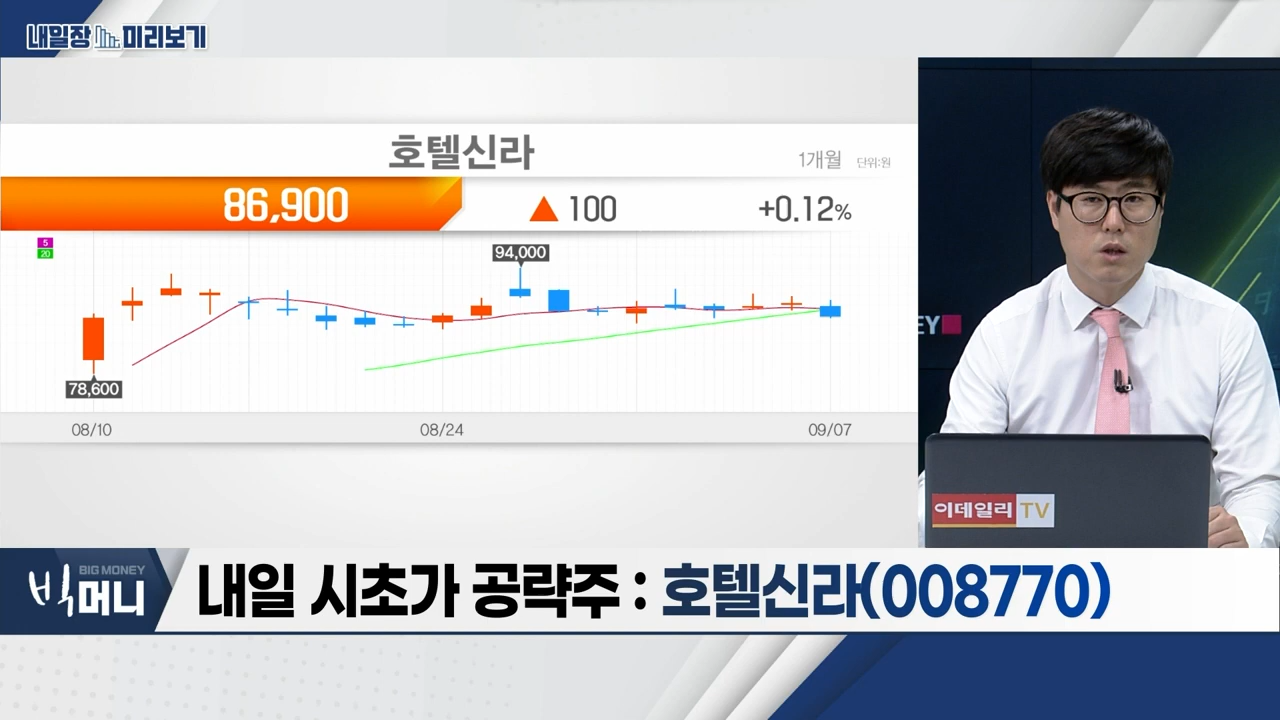 내일장 미리보기
호텔신라
1개월 단위:원
86,900 ▲ 100 +0.12%
5
20
94,000
78,600
08/10 08/24 09/07
EY
이데일리 TV
빅머니 BIG MONEY
내일 시초가 공략주 : 호텔신라(008770)